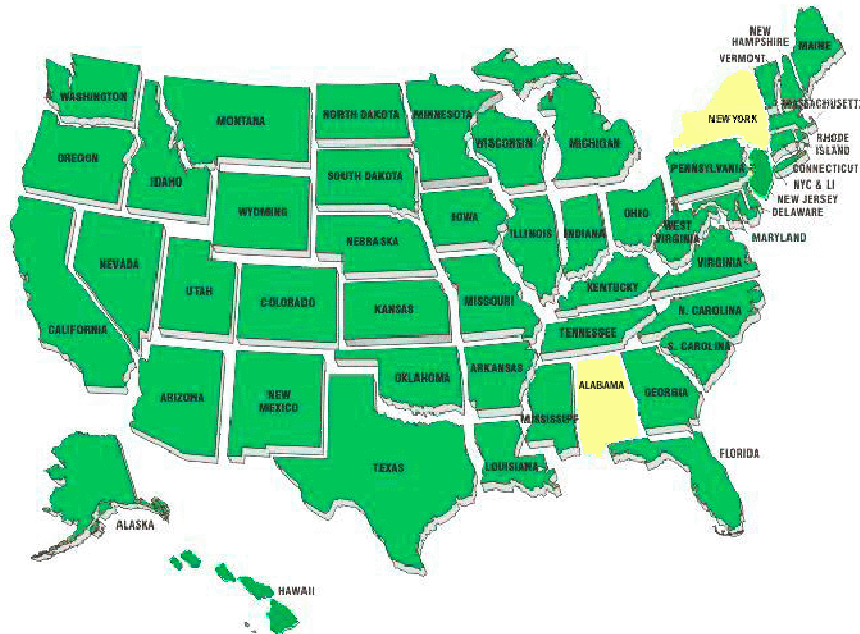 NEW
HAMPSHIRE
VERMONT
MAINE
WASHINGTON
MONTANA
NORTH DAKOTA
MINNESOTA
MASSACHUSETT
NEW YORK
OREGON
IDAHO
SOUTH DAKOTA
WISCONSIN
MICHIGAN
RHODE
ISLAND
PENNSYLVANIA
CONNECTICUT
NYC & LI
NEW JERSEY
DELAWARE
WYOMING
IOWA
ILLINOIS
INDIANA
OHIO
WEST
VIRGINIA
MARYLAND
NEVADA
NEBRASKA
VIRGINIA
UTAH
COLORADO
KANSAS
MISSOURI
KENTUCKY
CALIFORNIA
N. CAROLINA
TENNESSEE
S. CAROLINA
ARIZONA
NEW
MEXICO
OKLAHOMA
ARKANSAS
ALABAMA
GEORGIA
MISSISSIPPI
TEXAS
LOUISIANA
FLORIDA
ALASKA
HAWAII